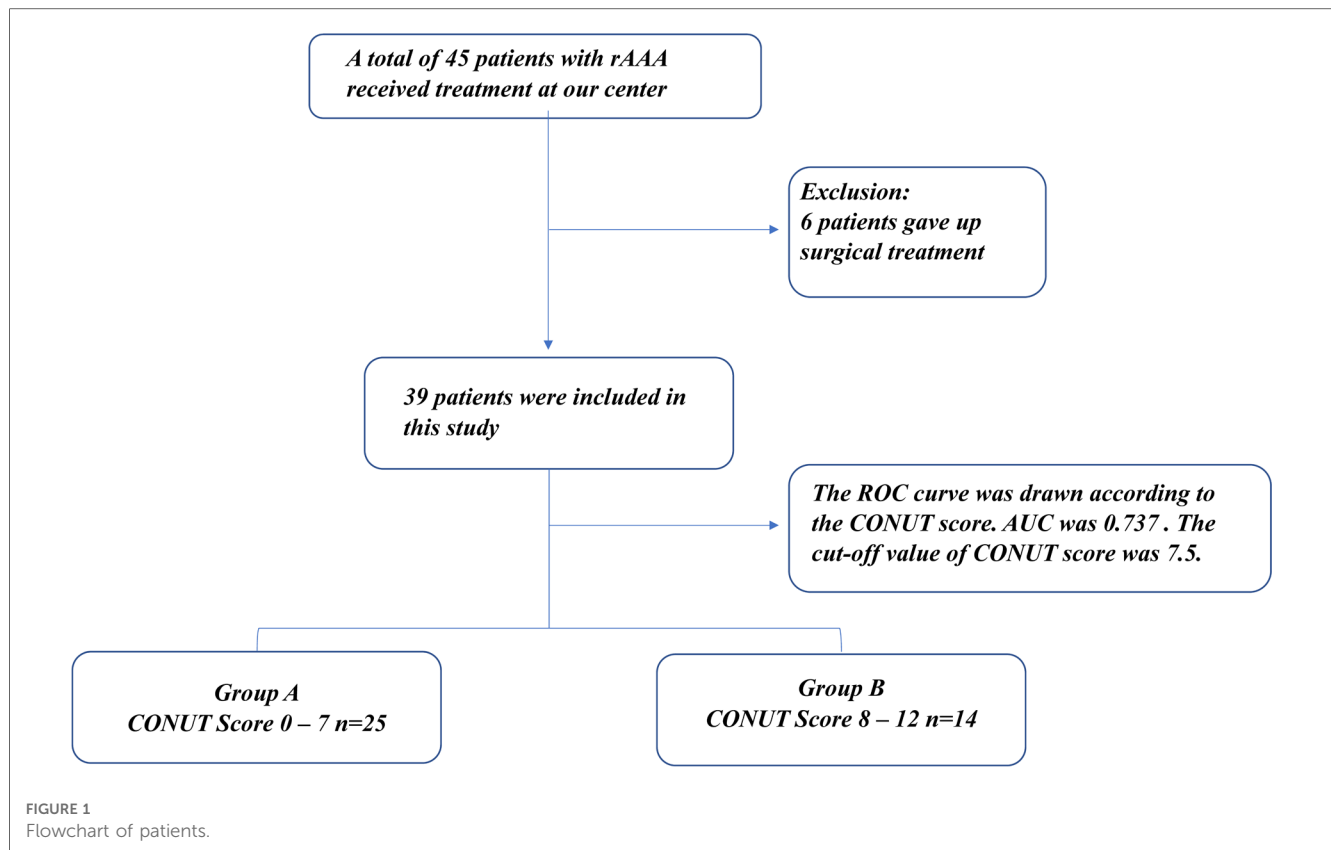 A total of 45 patients with rAAA
received treatment at our center
Exclusion:
6 patients gave up
surgical treatment
39 patients were included in
this study
The ROC curve was drawn according to
the CONUT score. AUC was 0.737 . The
cut-off value of CONUT score was 7.5.
Group A
CONUT Score 0 – 7 n=25
Group B
CONUT Score 8 – 12 n=14
FIGURE 1
Flowchart of patients.